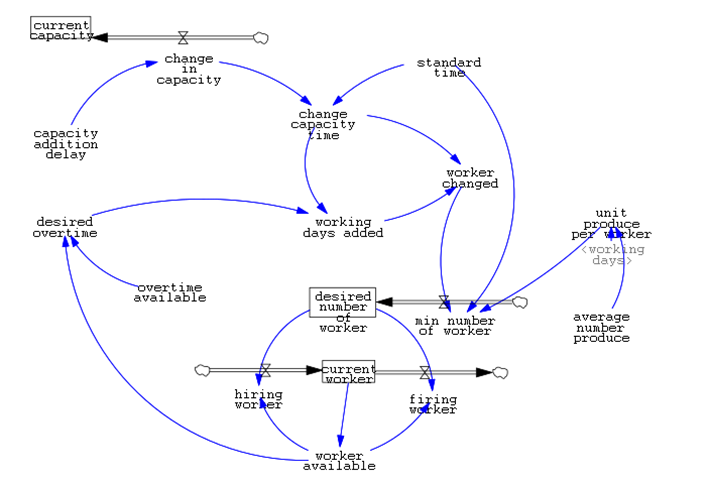 current
capacity
change
in
capacity
standard
time
capacity
addition
delay
change
capacity
time
worker
changed
desired
overtime
working
days added
unit
produce
per worker
<working
days>
overtime
available
desired
number
of
worker
min number
of worker
average
number
produce
current
worker
hiring
worker
firing
worker
worker
available